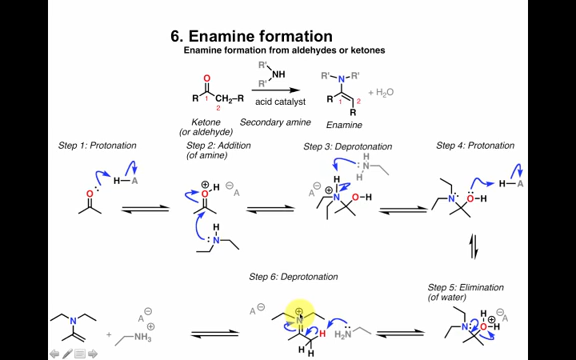 6. Enamine formation
Enamine formation from aldehydes or ketones
O
R 1 CH₂–R
2
R'
NH
R'
acid catalyst
R' N R'
R 1 2
R
+ H₂O
Ketone
(or aldehyde)
Secondary amine
Enamine
Step 1: Protonation
Step 2: Addition
(of amine)
Step 3: Deprotonation
Step 4: Protonation
O H–A
⊕ O H ⊖ A
H
N
A ⊖ H ⊕ N O–H
H
N
H
N O–H H–A
Step 6: Deprotonation
Step 5: Elimination
(of water)
N
+ NH₃ ⊕ A ⊖
A ⊖ N H
H H
H₂N
N H ⊕ O–H A ⊖